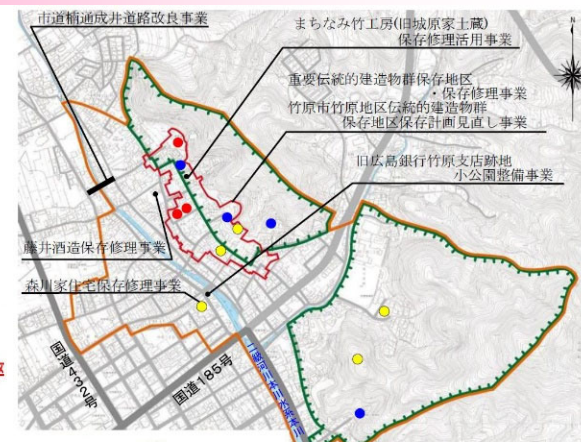 市道楠通成井道路改良事業
まちなみ竹工房(旧城原家土蔵)
保存修理活用事業
重要伝統的建造物群保存地区
・保存修理事業
竹原市竹原地区伝統的建造物群
保存地区保存計画見直し事業
旧広島銀行竹原支店跡地
小公園整備事業
藤井酒造保存修理事業
森川家住宅保存修理事業
国道432号
国道185号